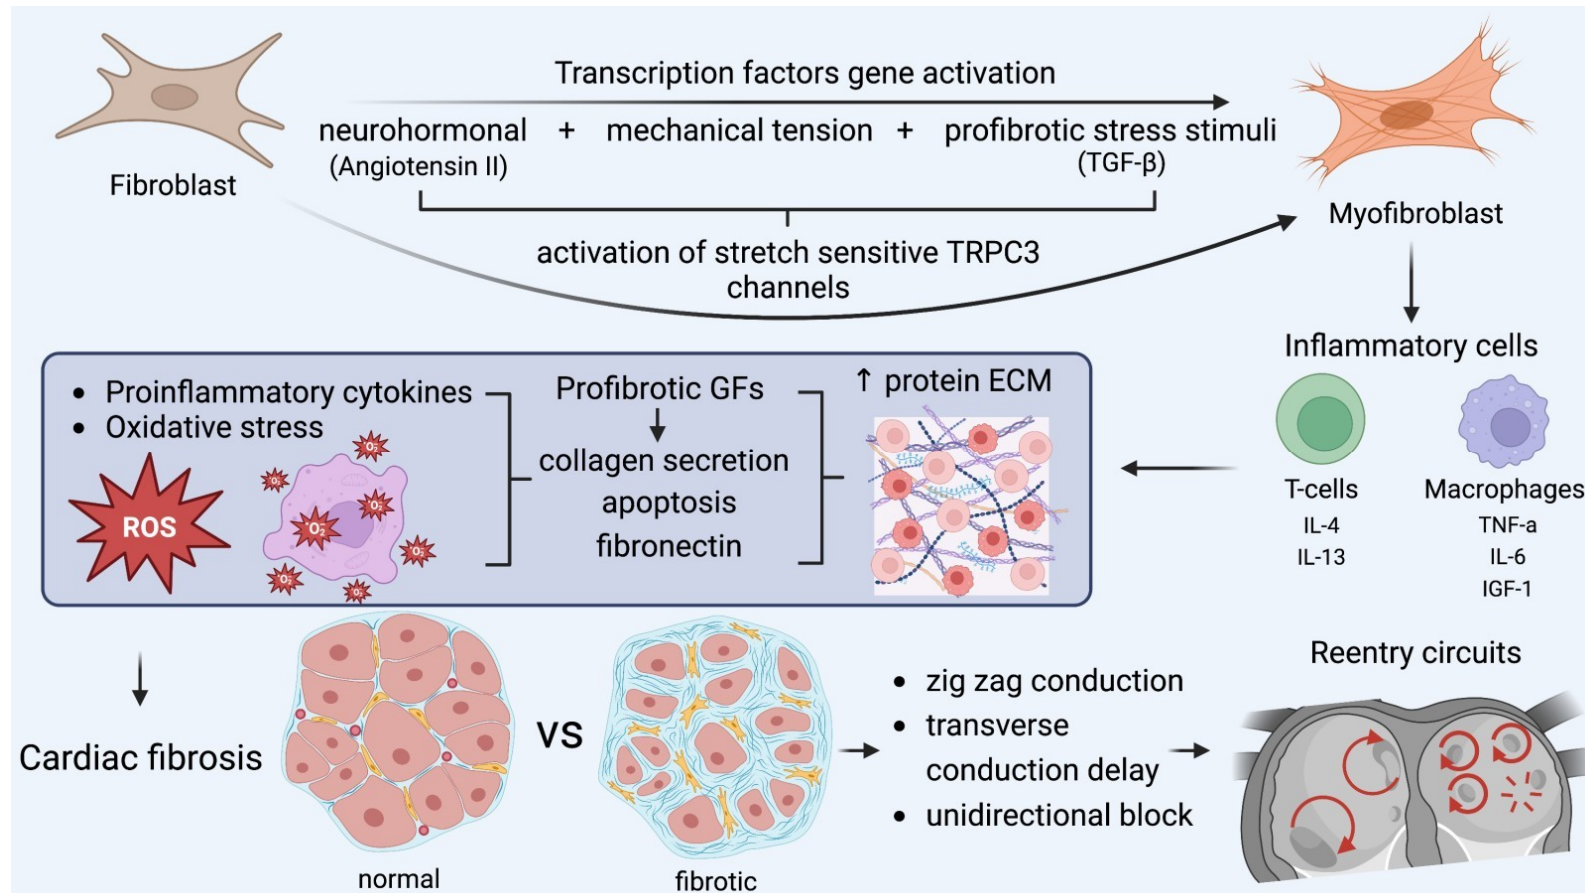 Transcription factors gene activation
neurohormonal + mechanical tension + profibrotic stress stimuli
(Angiotensin II)
(TGF-β)
Fibroblast
Myofibroblast
activation of stretch sensitive TRPC3
channels
Inflammatory cells
T-cells
IL-4
IL-13
Macrophages
TNF-a
IL-6
IGF-1
• Proinflammatory cytokines
• Oxidative stress
ROS
Profibrotic GFs
collagen secretion
apoptosis
fibronectin
↑ protein ECM
Cardiac fibrosis
normal
vs
fibrotic
• zig zag conduction
• transverse
conduction delay
• unidirectional block
Reentry circuits